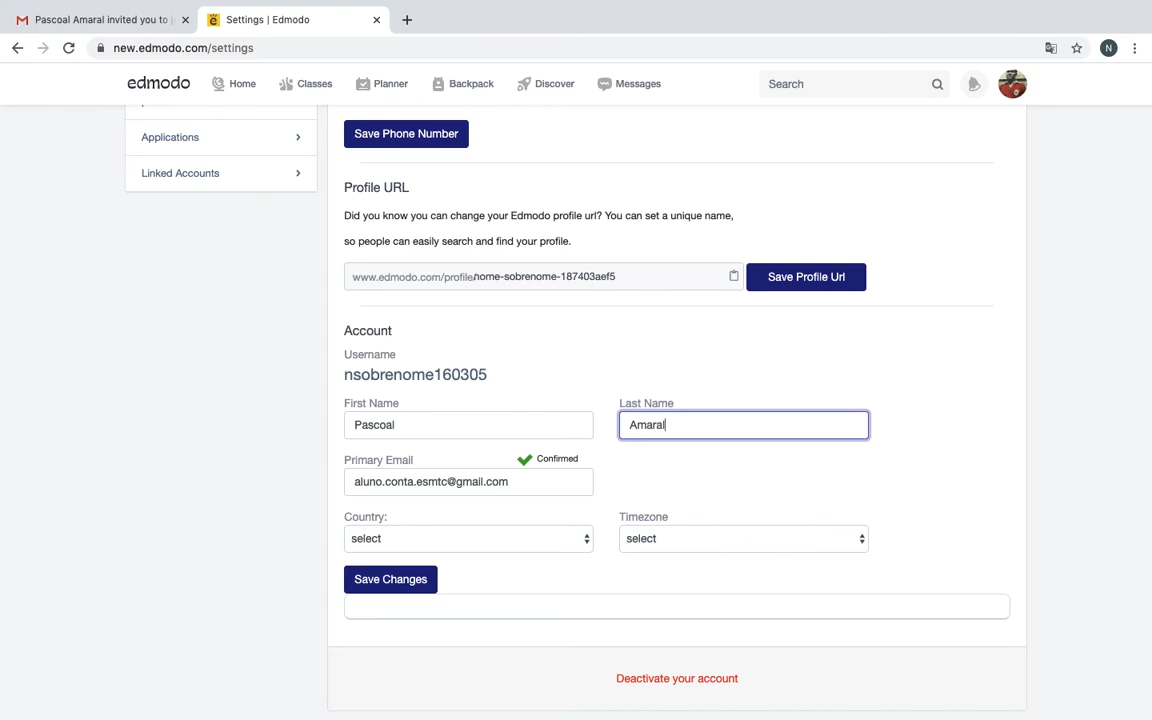 Pascoal Amaral invited you to j
Settings | Edmodo
new.edmodo.com/settings
N
edmodo
Home
Classes
Planner
Backpack
Discover
Messages
Search
Applications
Linked Accounts
Save Phone Number
Profile URL
Did you know you can change your Edmodo profile url? You can set a unique name,
so people can easily search and find your profile.
www.edmodo.com/profile/nome-sobrenome-187403aef5
Save Profile Url
Account
Username
nsobrenome160305
First Name
Last Name
Pascoal
Amaral
Primary Email
Confirmed
aluno.conta.esmtc@gmail.com
Country:
Timezone
select
select
Save Changes
Deactivate your account